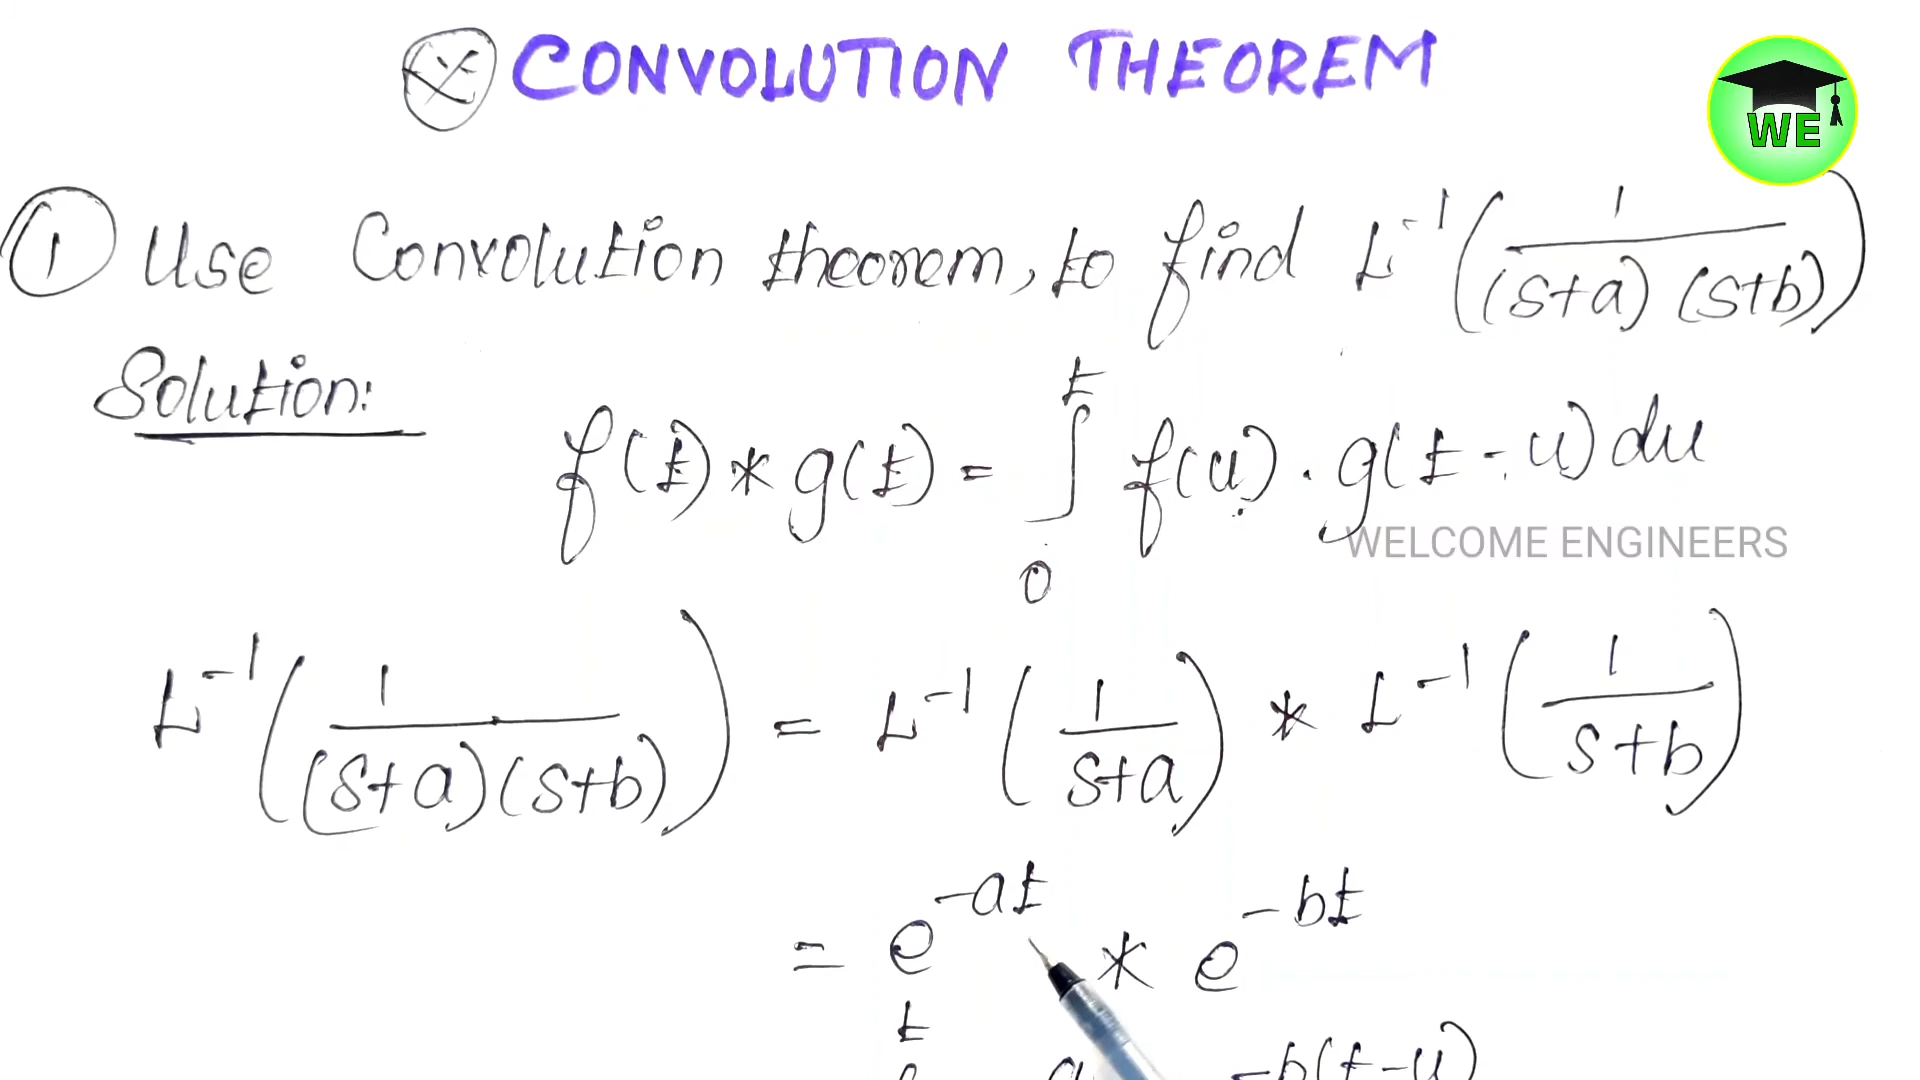 CONVOLUTION THEOREM
WE
① Use Convolution theorem, to find L⁻¹(1/((s+a)(s+b)))
Solution:
f(t) * g(t) = ∫₀ᵗ f(u) · g(t-u) du
WELCOME ENGINEERS
L⁻¹(1/((s+a)(s+b))) = L⁻¹(1/(s+a)) * L⁻¹(1/(s+b))
= e^(-at) * e^(-bt)
t -b(t-u)